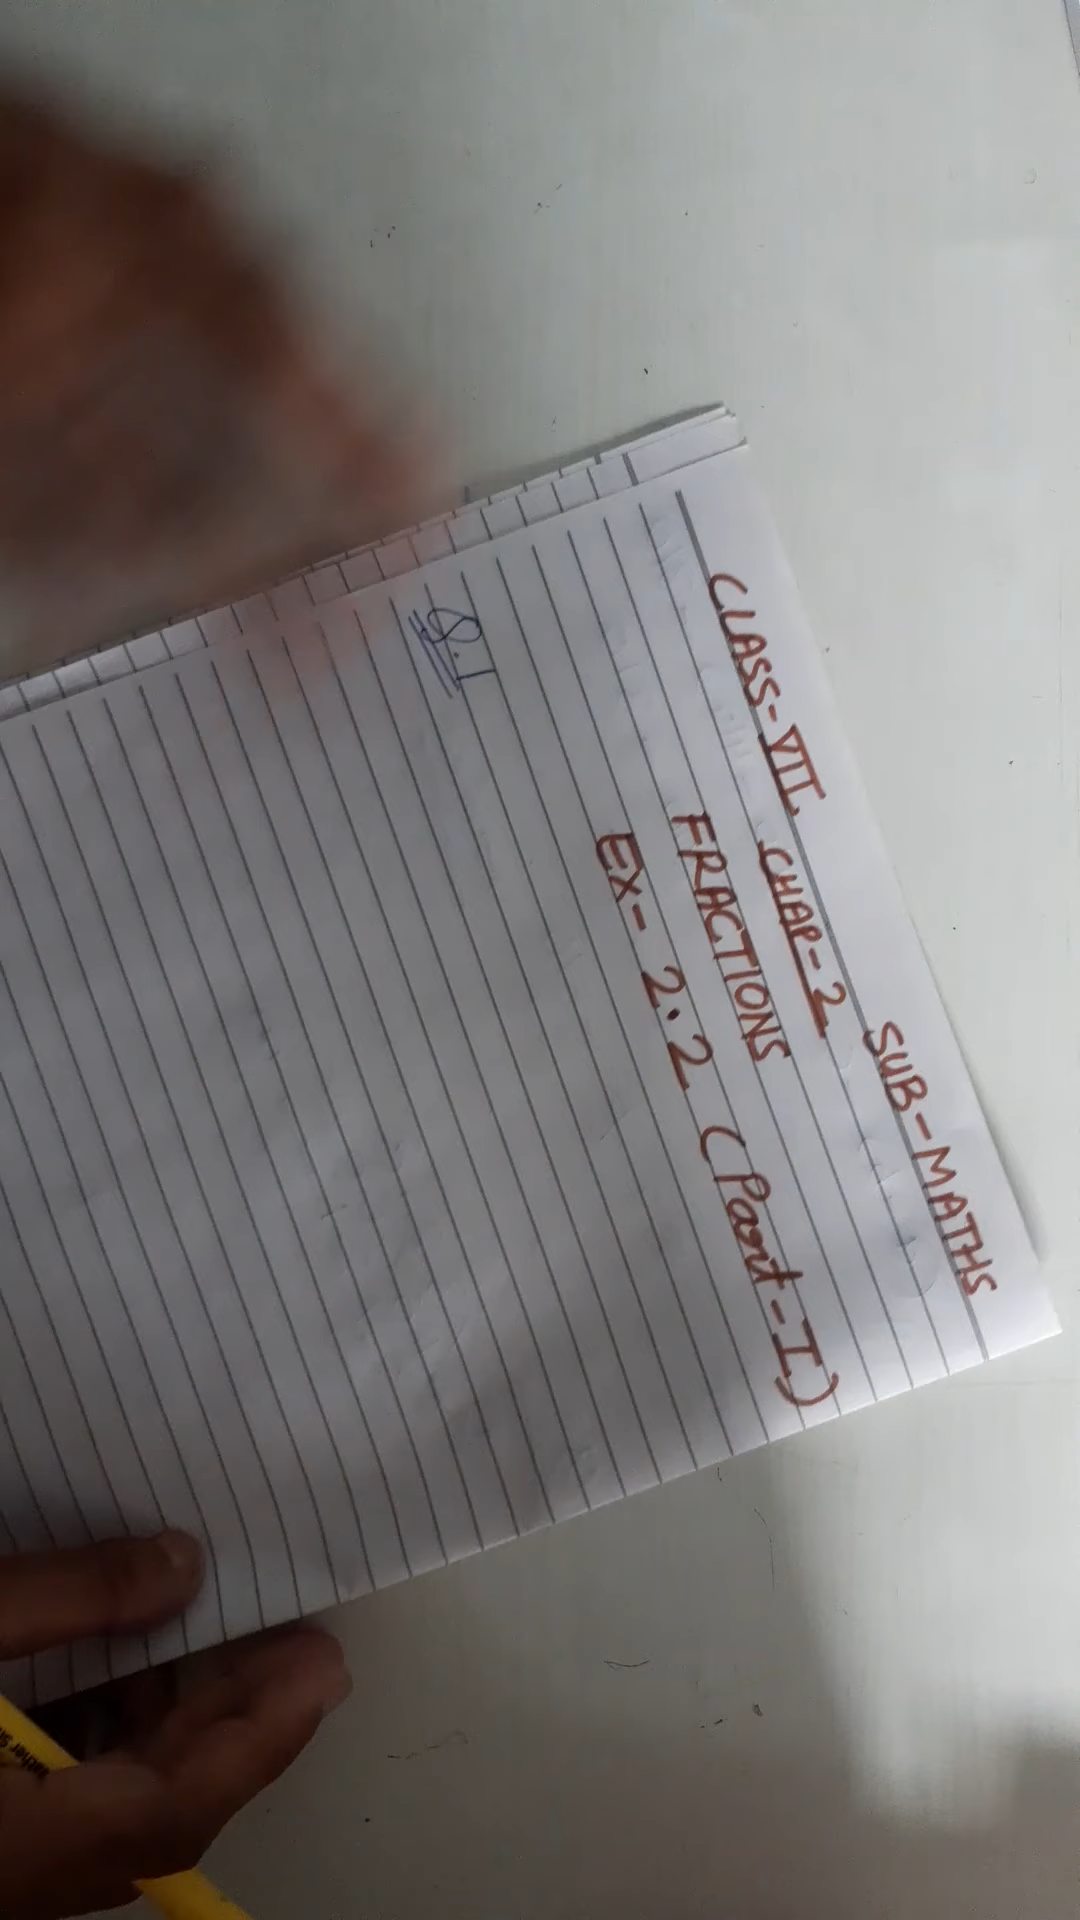 SUB-MATHS
CLASS-VII CHAP-2
FRACTIONS
EX-2.2 (Part-I)
Q.1